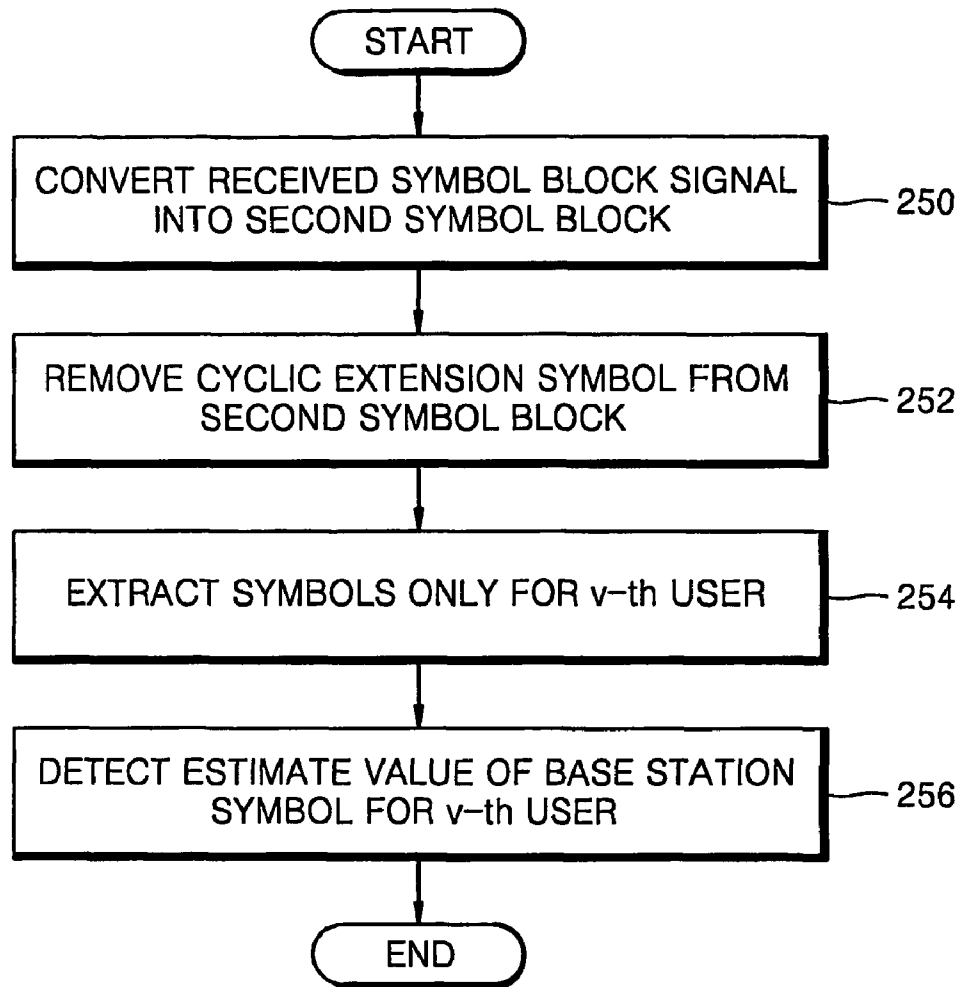 START
CONVERT RECEIVED SYMBOL BLOCK SIGNAL
INTO SECOND SYMBOL BLOCK
250
REMOVE CYCLIC EXTENSION SYMBOL FROM
SECOND SYMBOL BLOCK
252
EXTRACT SYMBOLS ONLY FOR v-th USER
254
DETECT ESTIMATE VALUE OF BASE STATION
SYMBOL FOR v-th USER
256
END